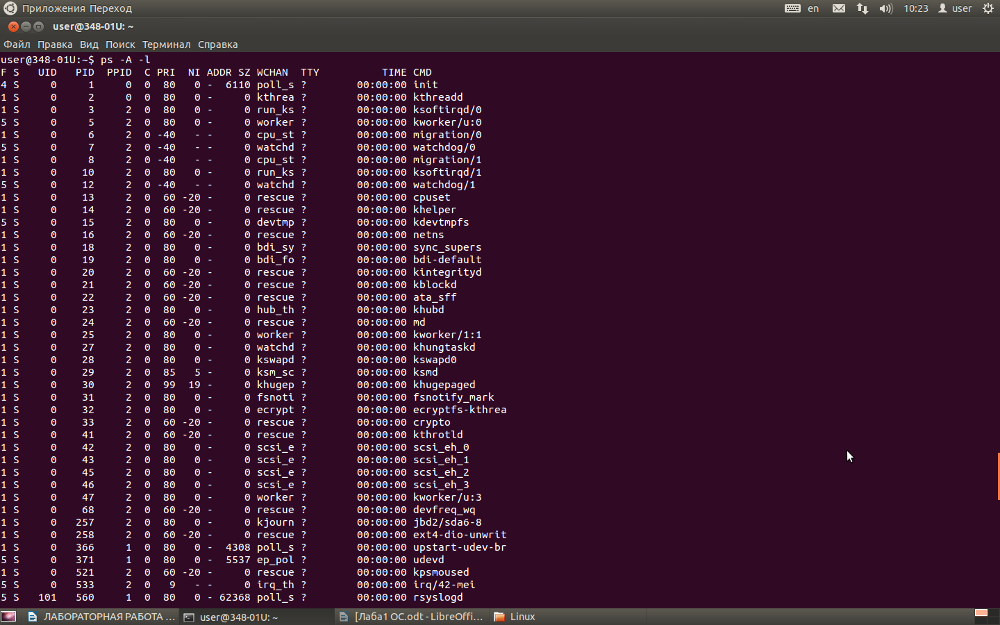 Приложения Переход en 10:23 user
user@348-01U: ~
Файл Правка Вид Поиск Терминал Справка
user@348-01U:~$ ps -A -l
F S   UID   PID  PPID  C PRI  NI ADDR SZ WCHAN  TTY          TIME CMD
4 S     0     1     0  0  80   0 -  6110 poll_s ?        00:00:00 init
1 S     0     2     0  0  80   0 -     0 kthrea ?        00:00:00 kthreadd
1 S     0     3     2  0  80   0 -     0 run_ks ?        00:00:00 ksoftirqd/0
5 S     0     5     2  0  80   0 -     0 worker ?        00:00:00 kworker/u:0
1 S     0     6     2  0 -40   - -     0 cpu_st ?        00:00:00 migration/0
5 S     0     7     2  0 -40   - -     0 watchd ?        00:00:00 watchdog/0
1 S     0     8     2  0 -40   - -     0 cpu_st ?        00:00:00 migration/1
1 S     0    10     2  0  80   0 -     0 run_ks ?        00:00:00 ksoftirqd/1
5 S     0    12     2  0 -40   - -     0 watchd ?        00:00:00 watchdog/1
1 S     0    13     2  0  60 -20 -     0 rescue ?        00:00:00 cpuset
1 S     0    14     2  0  60 -20 -     0 rescue ?        00:00:00 khelper
5 S     0    15     2  0  80   0 -     0 devtmp ?        00:00:00 kdevtmpfs
1 S     0    16     2  0  60 -20 -     0 rescue ?        00:00:00 netns
1 S     0    18     2  0  80   0 -     0 bdi_sy ?        00:00:00 sync_supers
1 S     0    19     2  0  80   0 -     0 bdi_fo ?        00:00:00 bdi-default
1 S     0    20     2  0  60 -20 -     0 rescue ?        00:00:00 kintegrityd
1 S     0    21     2  0  60 -20 -     0 rescue ?        00:00:00 kblockd
1 S     0    22     2  0  60 -20 -     0 rescue ?        00:00:00 ata_sff
1 S     0    23     2  0  80   0 -     0 hub_th ?        00:00:00 khubd
1 S     0    24     2  0  60 -20 -     0 rescue ?        00:00:00 md
1 S     0    25     2  0  80   0 -     0 worker ?        00:00:00 kworker/1:1
1 S     0    27     2  0  80   0 -     0 watchd ?        00:00:00 khungtaskd
1 S     0    28     2  0  80   0 -     0 kswapd ?        00:00:00 kswapd0
1 S     0    29     2  0  85   5 -     0 ksm_sc ?        00:00:00 ksmd
1 S     0    30     2  0  99  19 -     0 khugep ?        00:00:00 khugepaged
1 S     0    31     2  0  80   0 -     0 fsnoti ?        00:00:00 fsnotify_mark
1 S     0    32     2  0  80   0 -     0 ecrypt ?        00:00:00 ecryptfs-kthrea
1 S     0    33     2  0  60 -20 -     0 rescue ?        00:00:00 crypto
1 S     0    41     2  0  60 -20 -     0 rescue ?        00:00:00 kthrotld
1 S     0    42     2  0  80   0 -     0 scsi_e ?        00:00:00 scsi_eh_0
1 S     0    43     2  0  80   0 -     0 scsi_e ?        00:00:00 scsi_eh_1
1 S     0    45     2  0  80   0 -     0 scsi_e ?        00:00:00 scsi_eh_2
1 S     0    46     2  0  80   0 -     0 scsi_e ?        00:00:00 scsi_eh_3
1 S     0    47     2  0  80   0 -     0 worker ?        00:00:00 kworker/u:3
1 S     0    68     2  0  60 -20 -     0 rescue ?        00:00:00 devfreq_wq
1 S     0   257     2  0  80   0 -     0 kjourn ?        00:00:00 jbd2/sda6-8
1 S     0   258     2  0  60 -20 -     0 rescue ?        00:00:00 ext4-dio-unwrit
1 S     0   366     1  0  80   0 -  4308 poll_s ?        00:00:00 upstart-udev-br
5 S     0   371     1  0  80   0 -  5537 ep_pol ?        00:00:00 udevd
1 S     0   521     2  0  60 -20 -     0 rescue ?        00:00:00 kpsmoused
5 S     0   533     2  0   9   - -     0 irq_th ?        00:00:00 irq/42-mei
5 S   101   560     1  0  80   0 - 62368 poll_s ?        00:00:00 rsyslogd
ЛАБОРАТОРНАЯ РАБОТА ... user@348-01U: ~ [Лаба1 ОС.odt - LibreOffi... Linux